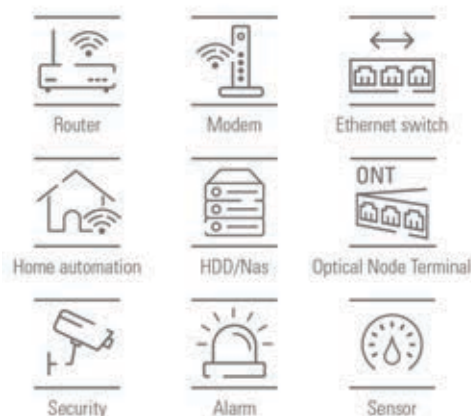 Router
Modem
Ethernet switch
ONT
Home automation
HDD/Nas
Optical Node Terminal
Security
Alarm
Sensor